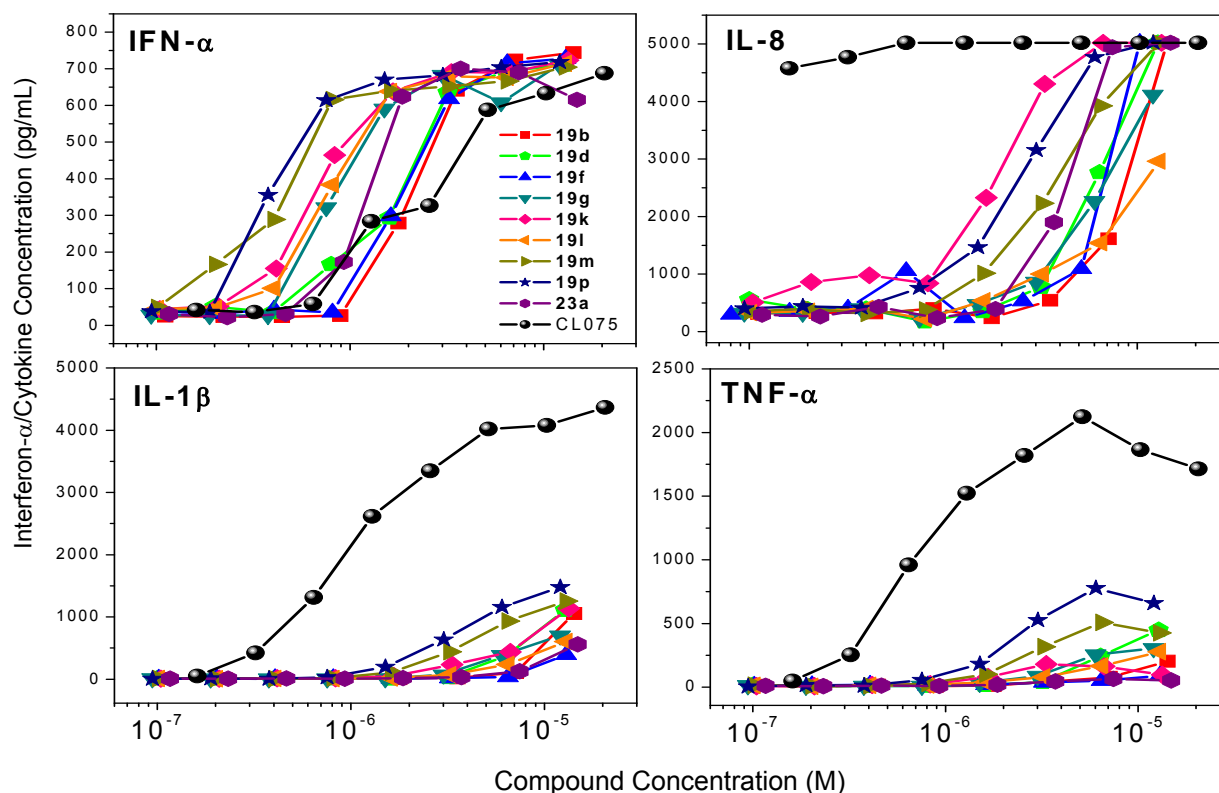 IFN-α
800
700
600
500
400
300
200
100
0
19b
19d
19f
19g
19k
19l
19m
19p
23a
CL075
IL-8
5000
4000
3000
2000
1000
0
IL-1β
5000
4000
3000
2000
1000
0
10-7
10-6
10-5
TNF-α
2500
2000
1500
1000
500
0
10-7
10-6
10-5
Interferon-α/Cytokine Concentration (pg/mL)
Compound Concentration (M)